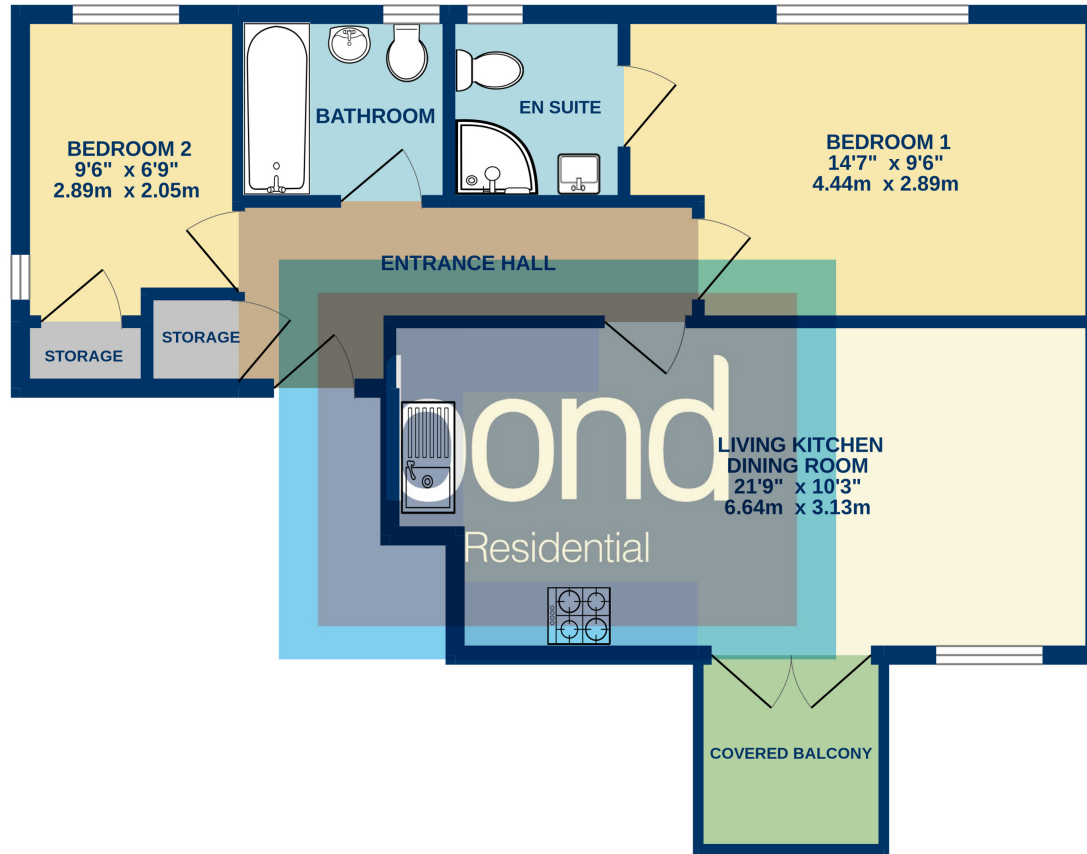 BEDROOM 2
9'6" x 6'9"
2.89m x 2.05m
BATHROOM
EN SUITE
BEDROOM 1
14'7" x 9'6"
4.44m x 2.89m
ENTRANCE HALL
STORAGE
STORAGE
bond
Residential
LIVING KITCHEN
DINING ROOM
21'9" x 10'3"
6.64m x 3.13m
COVERED BALCONY